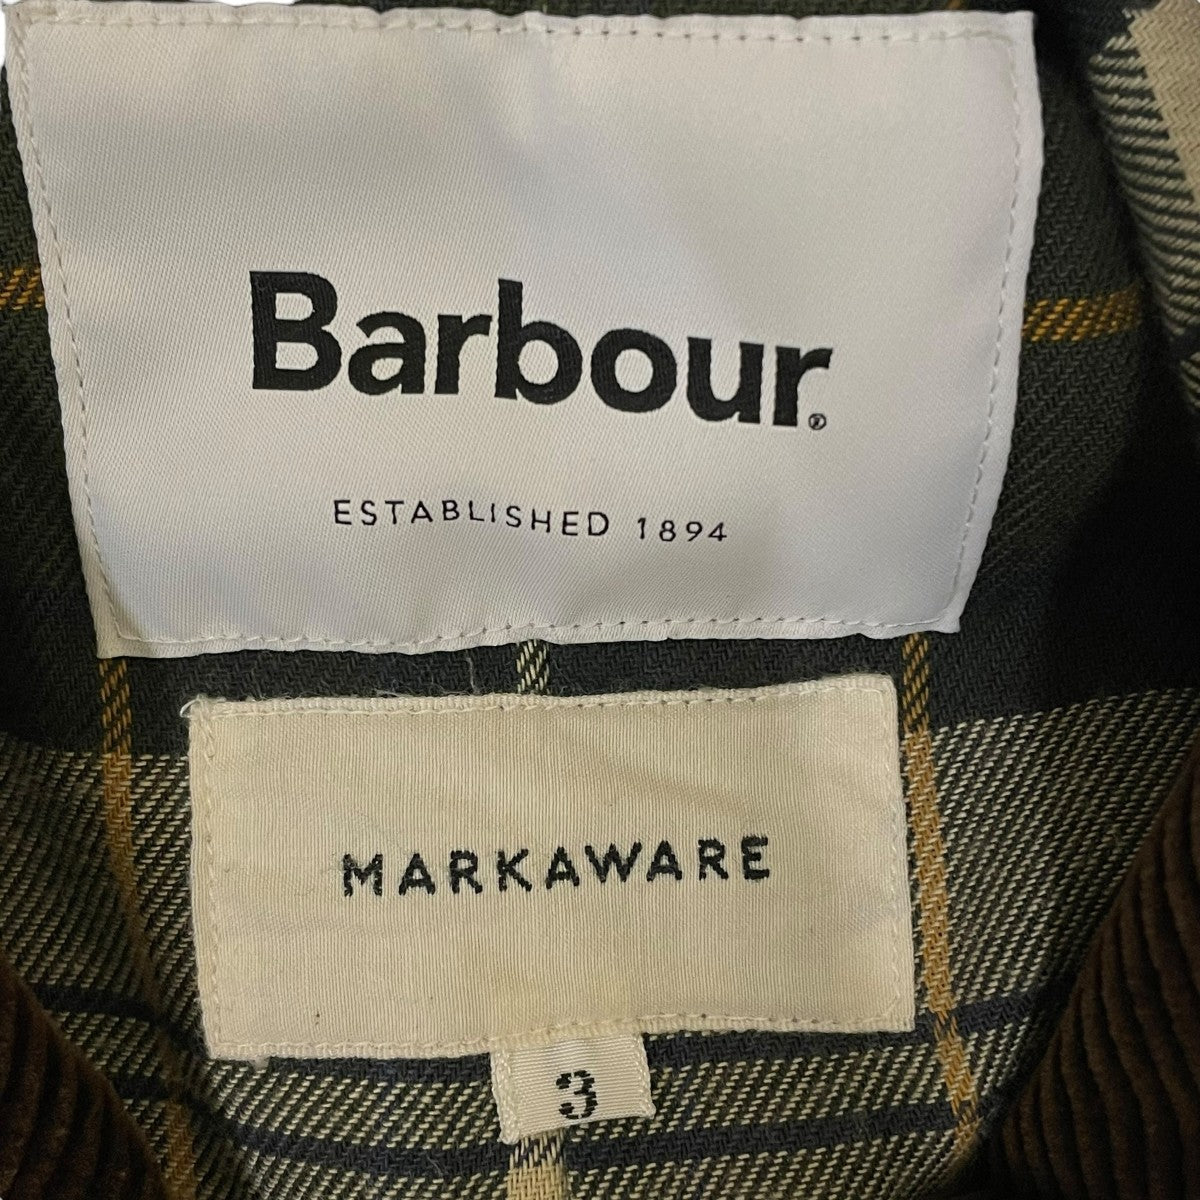 Barbour®
ESTABLISHED 1894
MARKAWARE
3